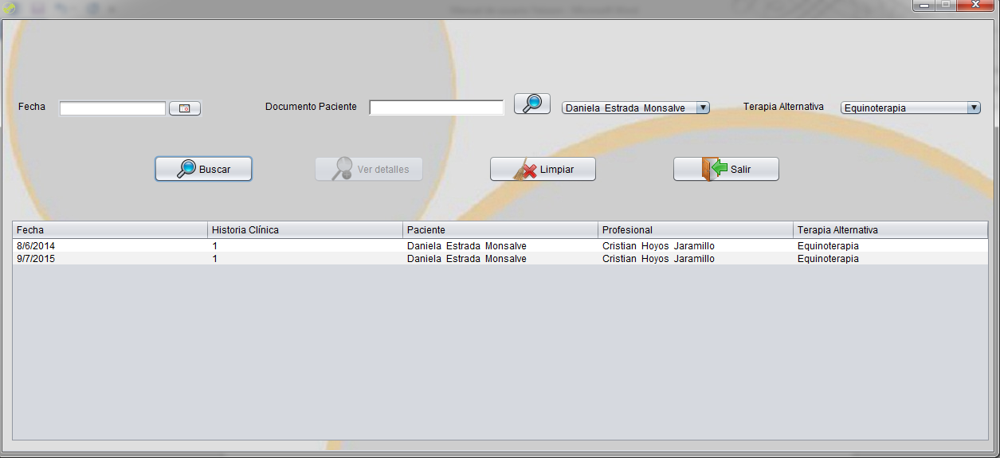 Fecha Documento Paciente Daniela Estrada Monsalve Terapia Alternativa Equinoterapia
Buscar Ver detalles Limpiar Salir
Fecha Historia Clínica Paciente Profesional Terapia Alternativa
8/6/2014 1 Daniela Estrada Monsalve Cristian Hoyos Jaramillo Equinoterapia
9/7/2015 1 Daniela Estrada Monsalve Cristian Hoyos Jaramillo Equinoterapia